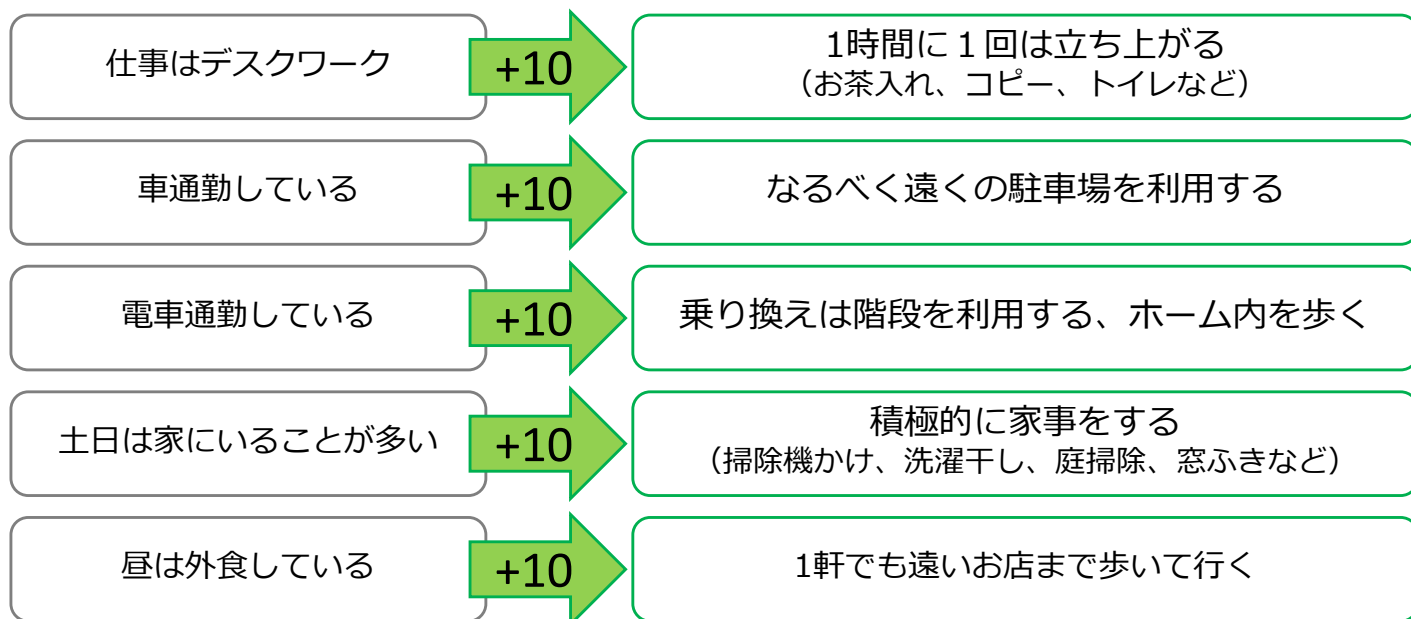 仕事はデスクワーク
+10
1時間に１回は立ち上がる
（お茶入れ、コピー、トイレなど）
車通勤している
+10
なるべく遠くの駐車場を利用する
電車通勤している
+10
乗り換えは階段を利用する、ホーム内を歩く
土日は家にいることが多い
+10
積極的に家事をする
（掃除機かけ、洗濯干し、庭掃除、窓ふきなど）
昼は外食している
+10
1軒でも遠いお店まで歩いて行く